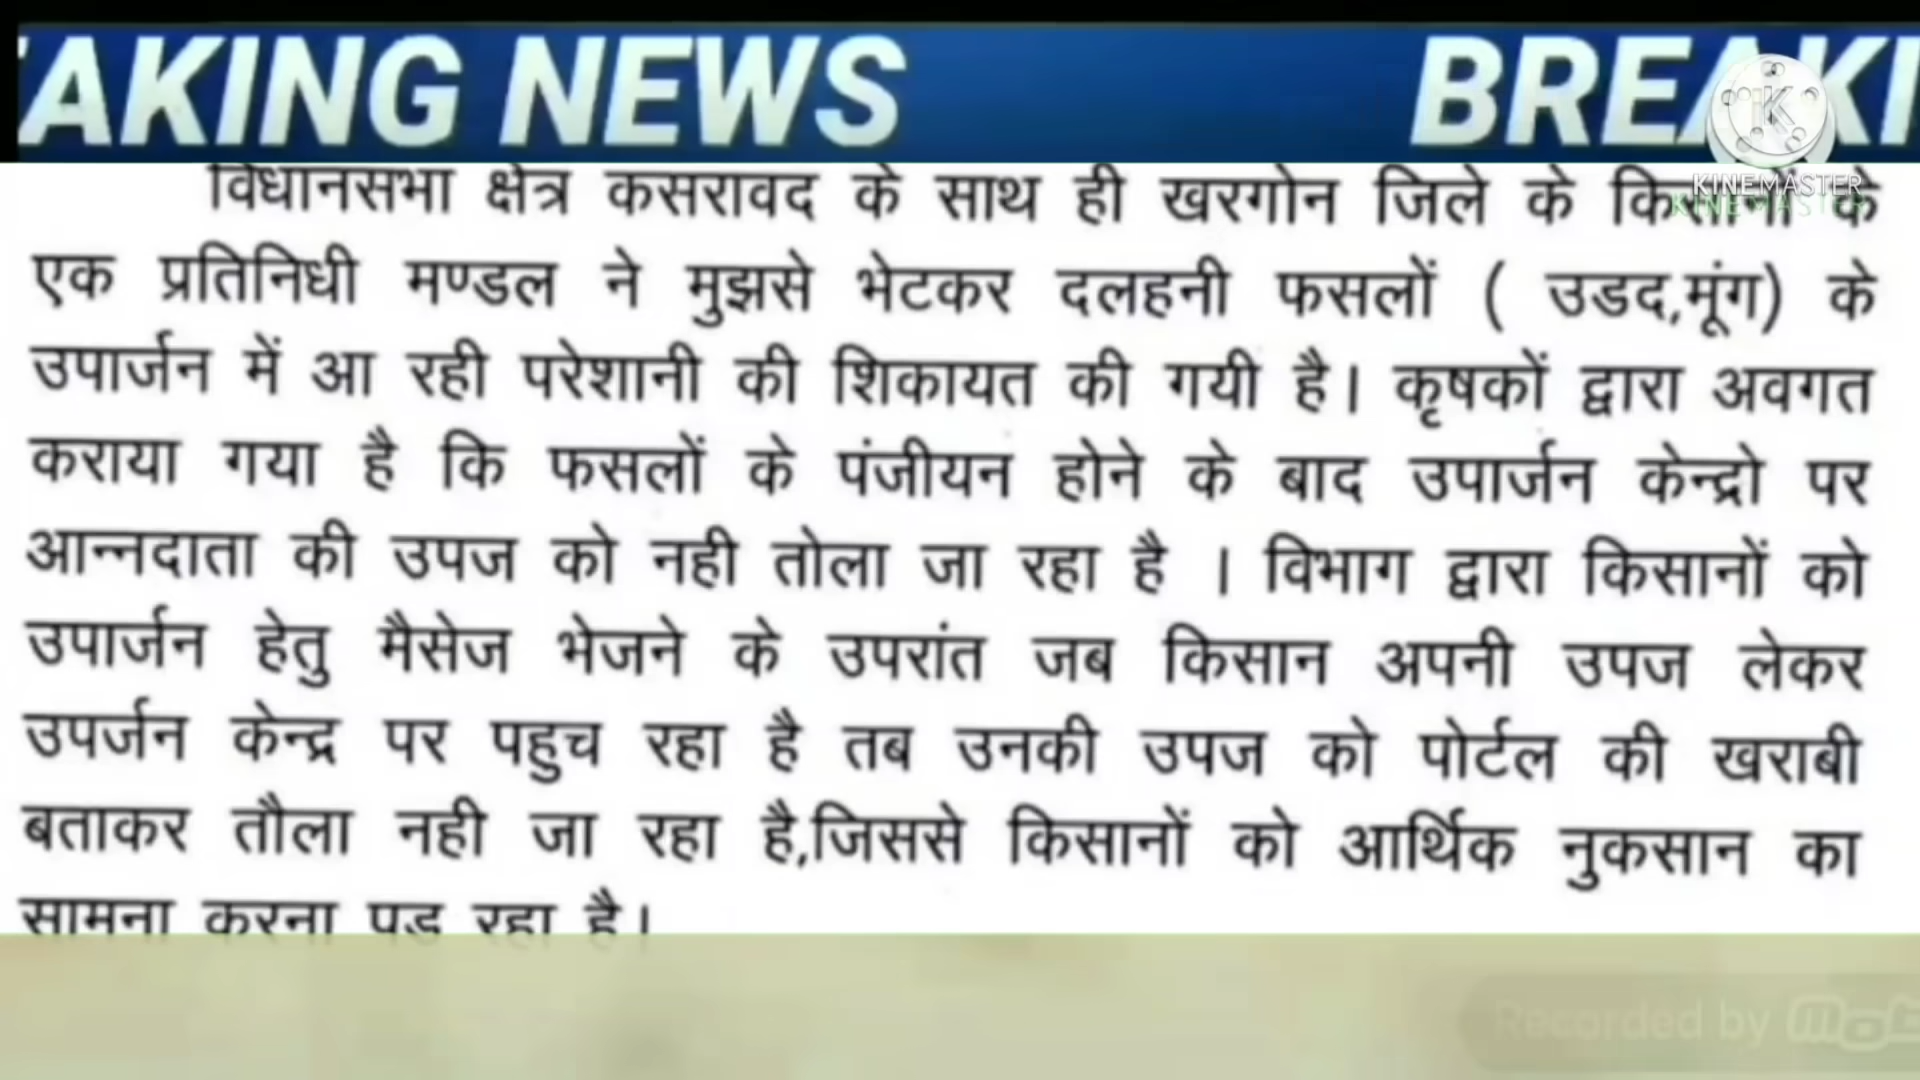 AKING NEWS BREAKI
विधानसभा क्षेत्र कसरावद के साथ ही खरगोन जिले के किसानों के
एक प्रतिनिधी मण्डल ने मुझसे भेटकर दलहनी फसलों ( उडद,मूंग) के
उपार्जन में आ रही परेशानी की शिकायत की गयी है। कृषकों द्वारा अवगत
कराया गया है कि फसलों के पंजीयन होने के बाद उपार्जन केन्द्रो पर
आन्नदाता की उपज को नही तोला जा रहा है । विभाग द्वारा किसानों को
उपार्जन हेतु मैसेज भेजने के उपरांत जब किसान अपनी उपज लेकर
उपर्जन केन्द्र पर पहुच रहा है तब उनकी उपज को पोर्टल की खराबी
बताकर तौला नही जा रहा है,जिससे किसानों को आर्थिक नुकसान का
सामना करना पड रहा है।
K
KINEMASTER
KINEMASTER
Recorded by